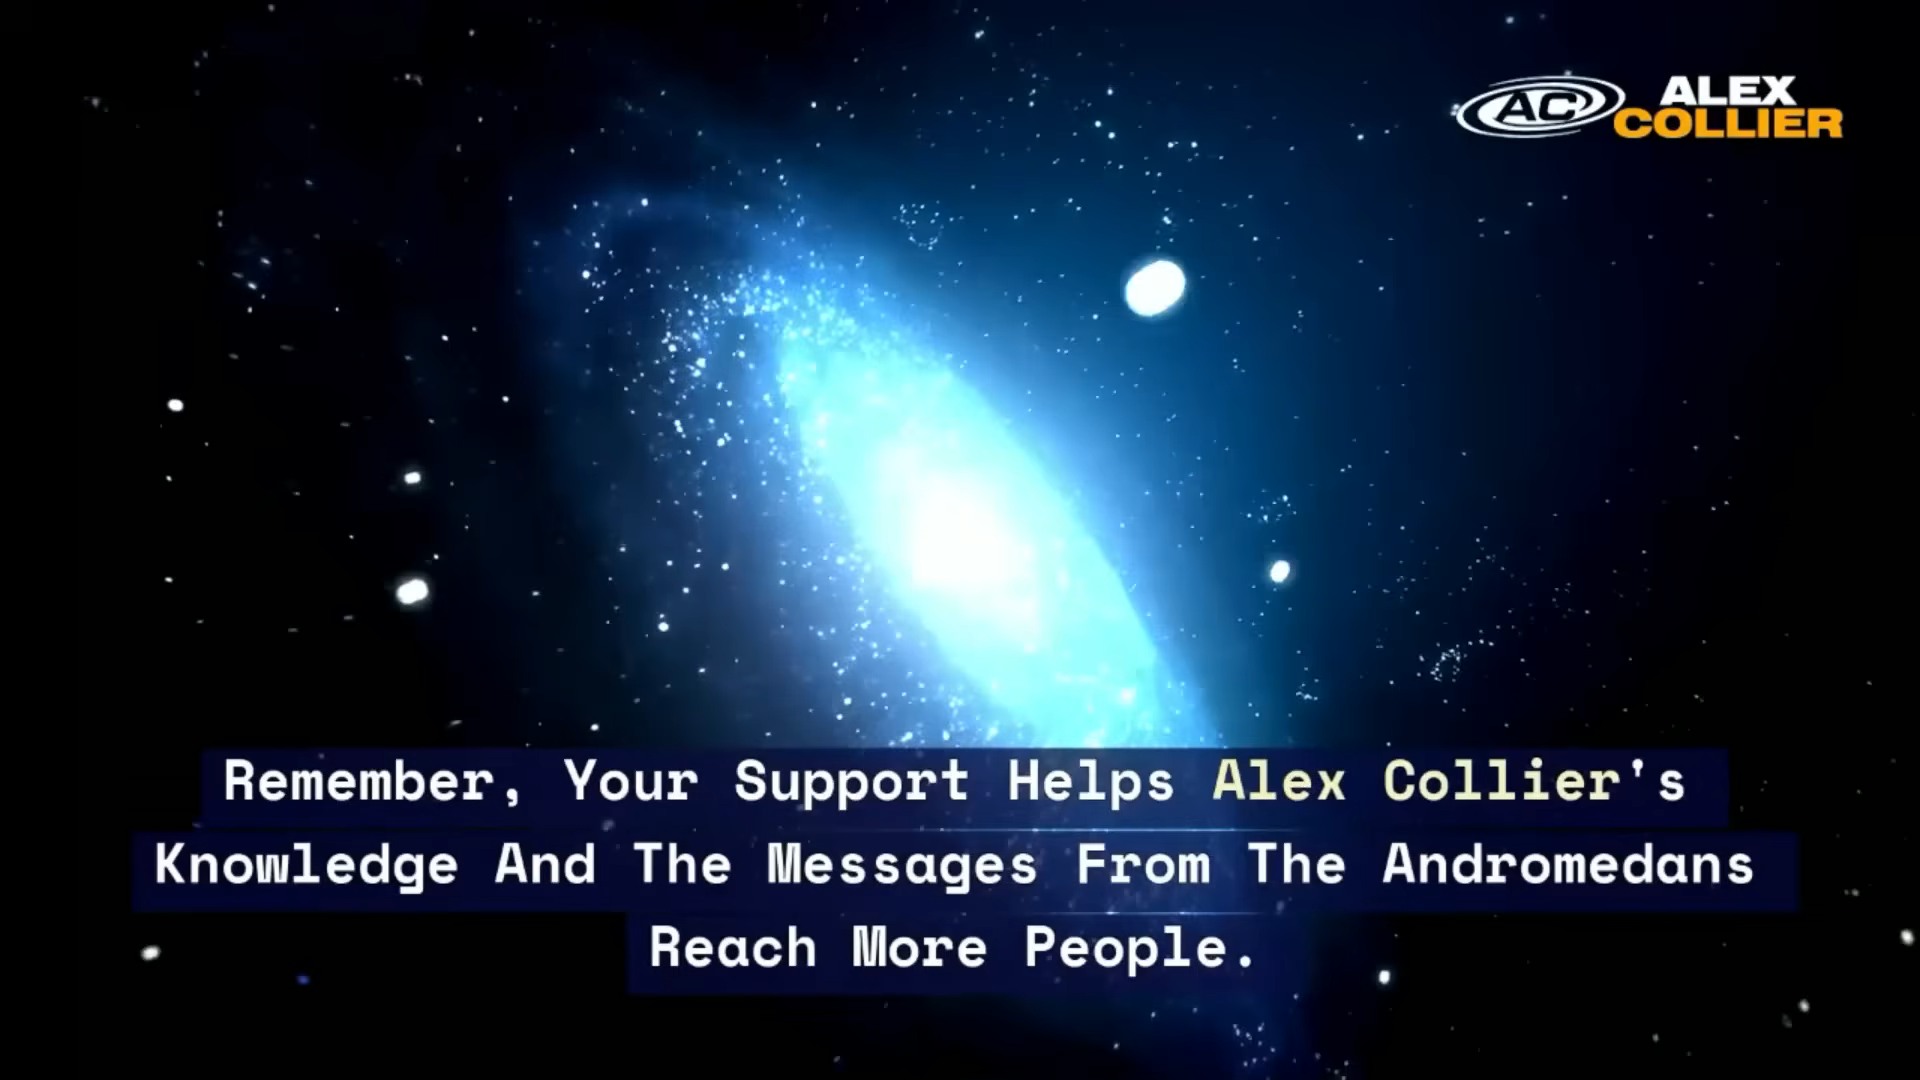 AC
ALEX
COLLIER
Remember, Your Support Helps Alex Collier's
Knowledge And The Messages From The Andromedans
Reach More People.